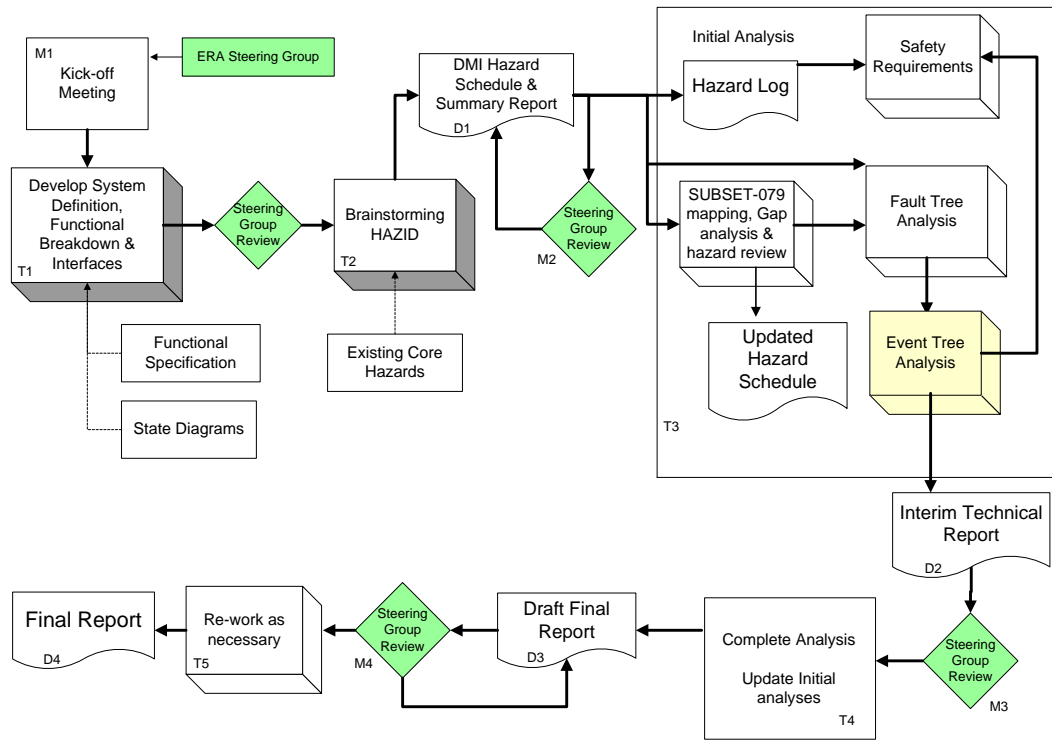 M1
Kick-off
Meeting
ERA Steering Group
Develop System
Definition,
Functional
Breakdown &
Interfaces
T1
Steering
Group
Review
Functional
Specification
State Diagrams
Brainstorming
HAZID
T2
Existing Core
Hazards
DMI Hazard
Schedule &
Summary Report
D1
Steering
Group
Review
M2
Initial Analysis
Hazard Log
Safety
Requirements
SUBSET-079
mapping, Gap
analysis &
hazard review
Fault Tree
Analysis
Updated
Hazard
Schedule
Event Tree
Analysis
T3
Interim Technical
Report
D2
Steering
Group
Review
M3
Complete Analysis
Update Initial
analyses
T4
Draft Final
Report
D3
Steering
Group
Review
M4
Re-work as
necessary
T5
Final Report
D4